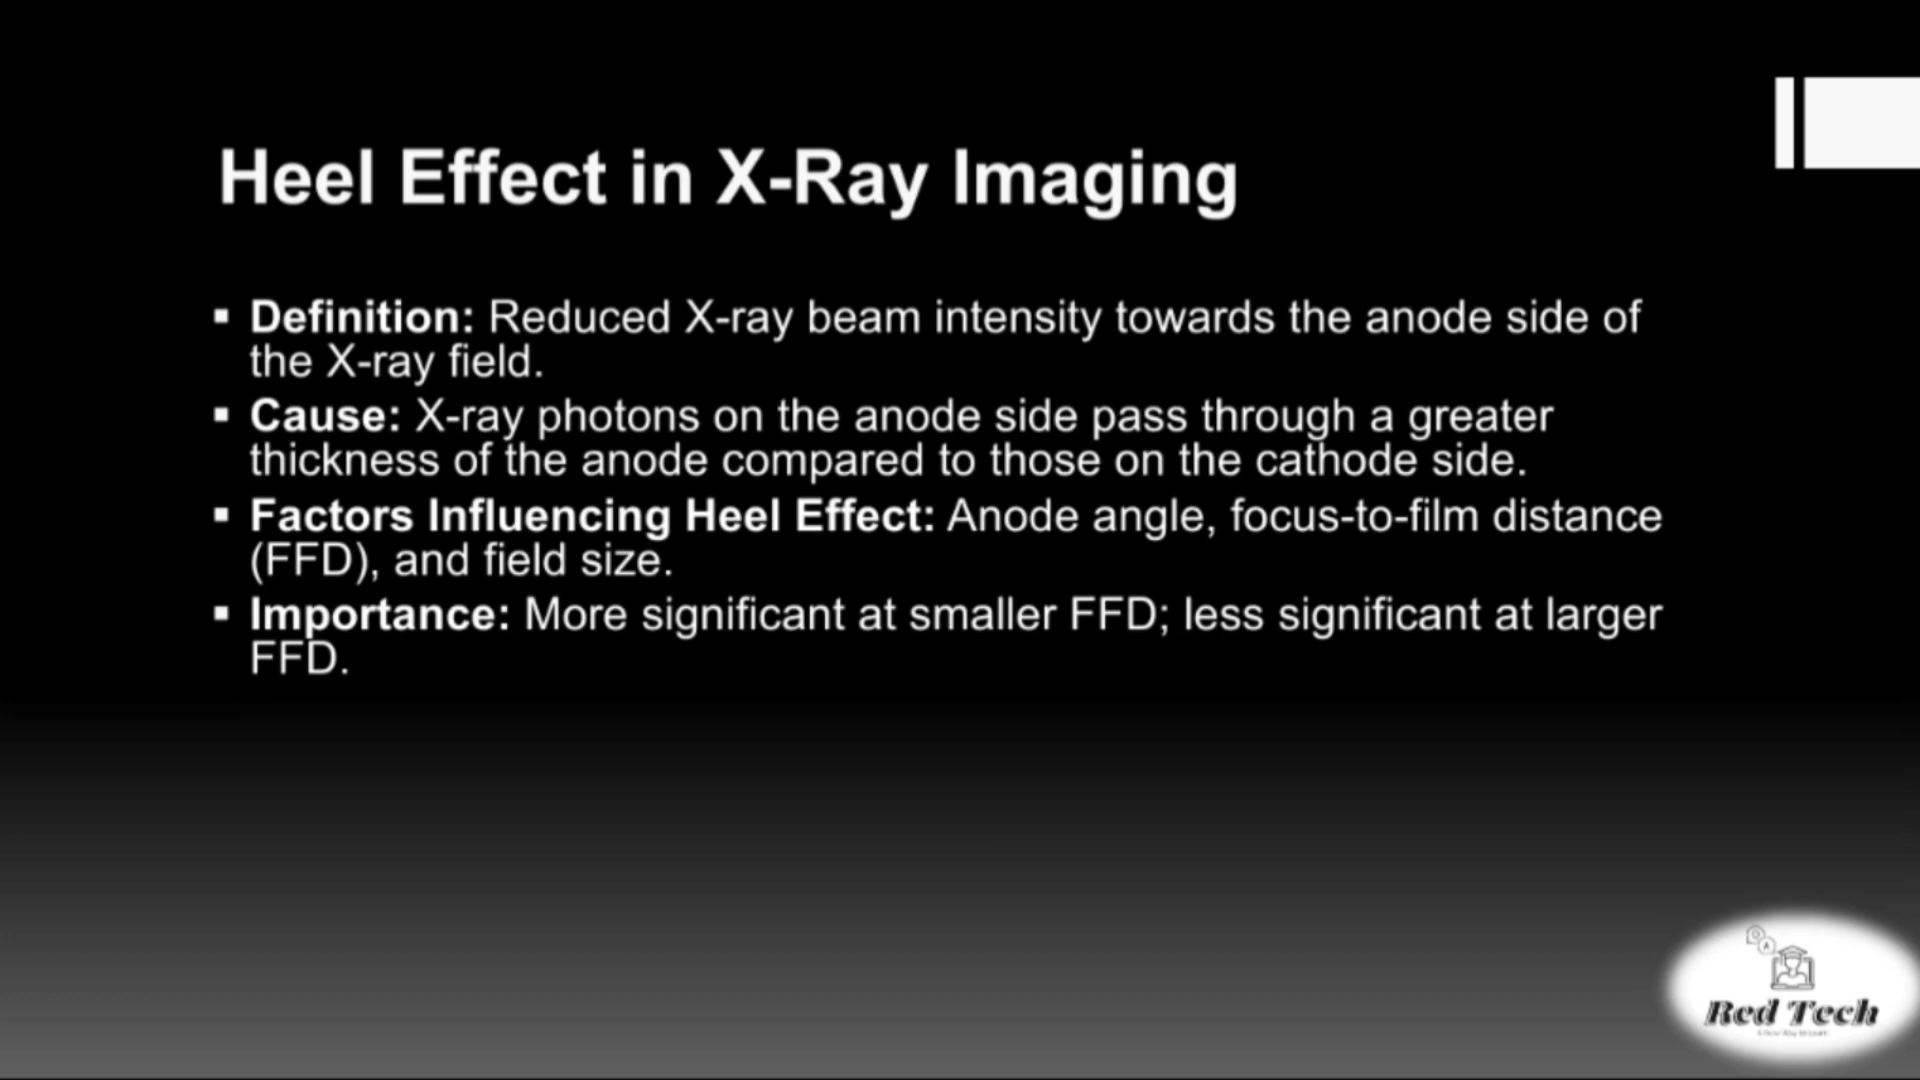 Heel Effect in X-Ray Imaging
▪ Definition: Reduced X-ray beam intensity towards the anode side of
the X-ray field.
▪ Cause: X-ray photons on the anode side pass through a greater
thickness of the anode compared to those on the cathode side.
▪ Factors Influencing Heel Effect: Anode angle, focus-to-film distance
(FFD), and field size.
▪ Importance: More significant at smaller FFD; less significant at larger
FFD.
Q
A
Red Tech